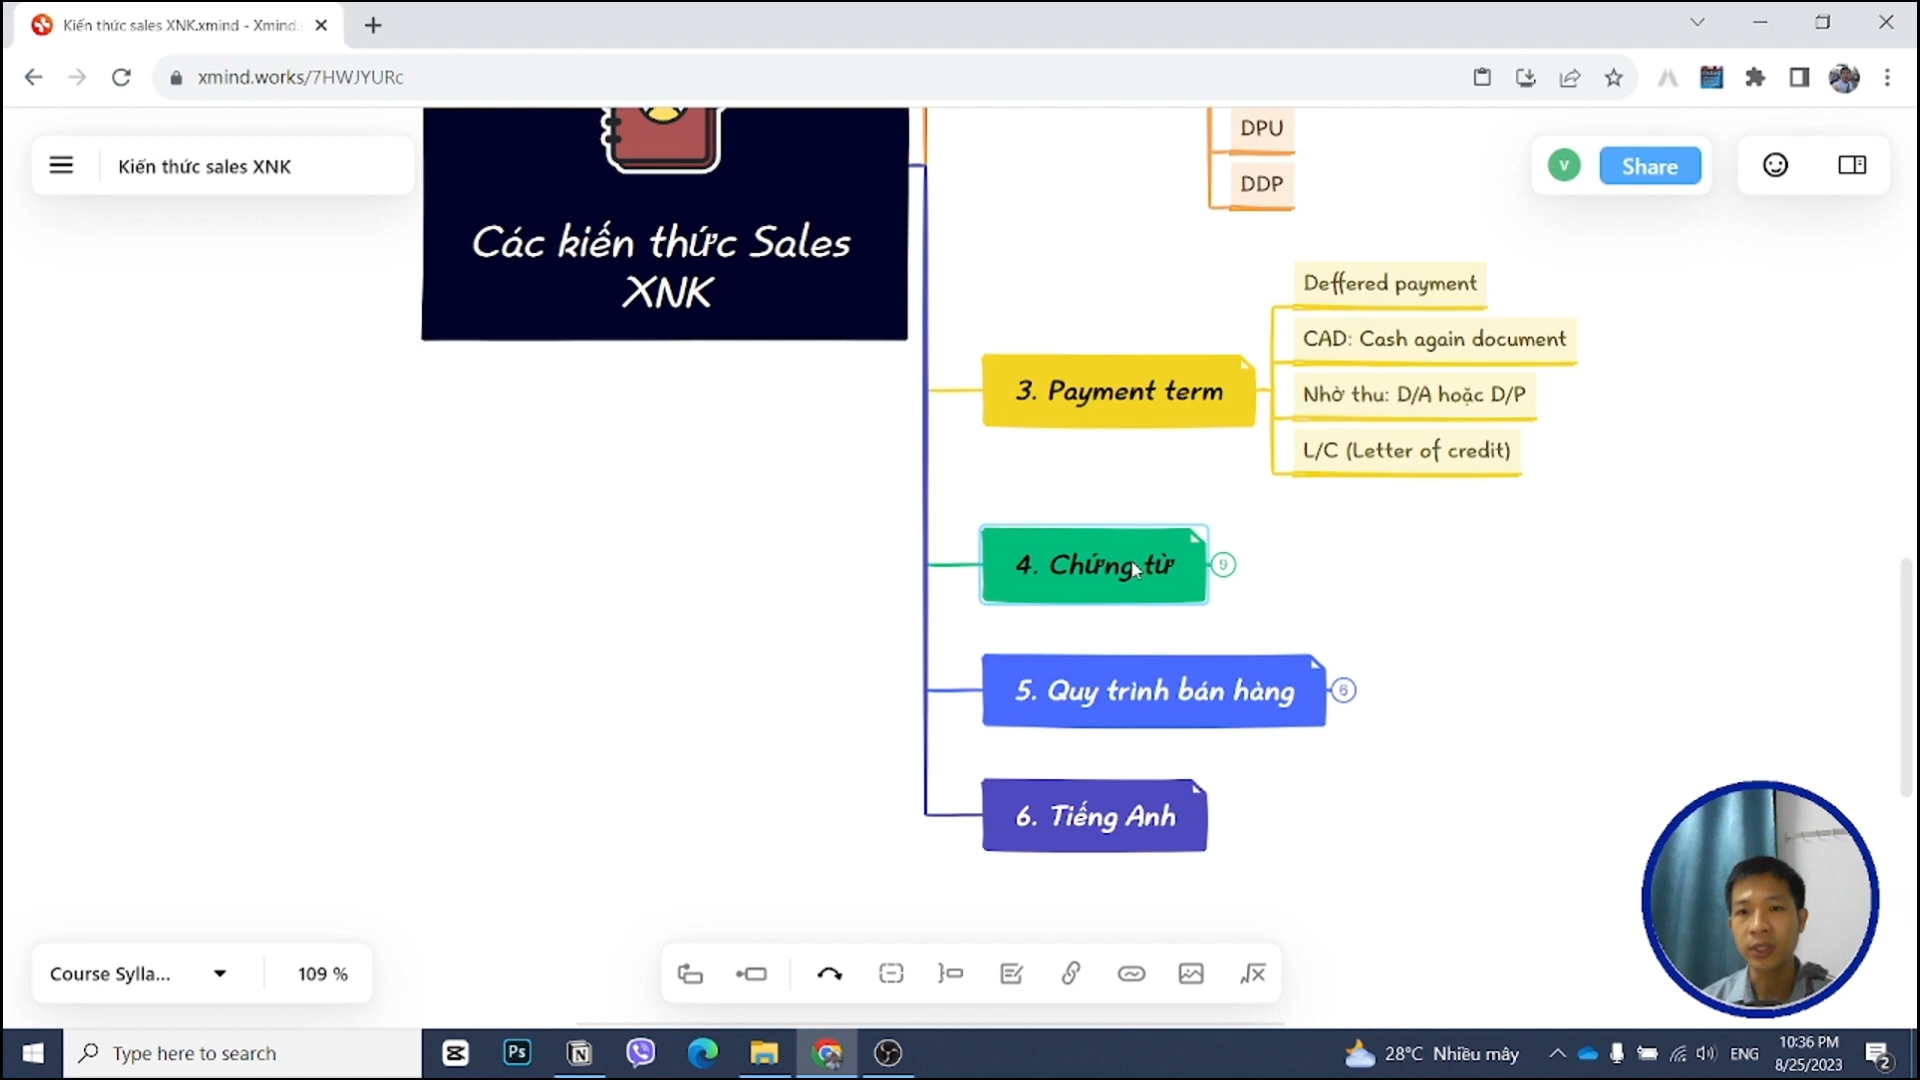 Kiến thức sales XNK.xmind - Xmind.
xmind.works/7HWJYURc
Kiến thức sales XNK
V
Share
Các kiến thức Sales
XNK
DPU
DDP
3. Payment term
Deffered payment
CAD: Cash again document
Nhờ thu: D/A hoặc D/P
L/C (Letter of credit)
4. Chứng từ
9
5. Quy trình bán hàng
6
6. Tiếng Anh
Course Sylla...
109 %
Type here to search
Ps
28°C Nhiều mây
ENG
10:36 PM
8/25/2023
2